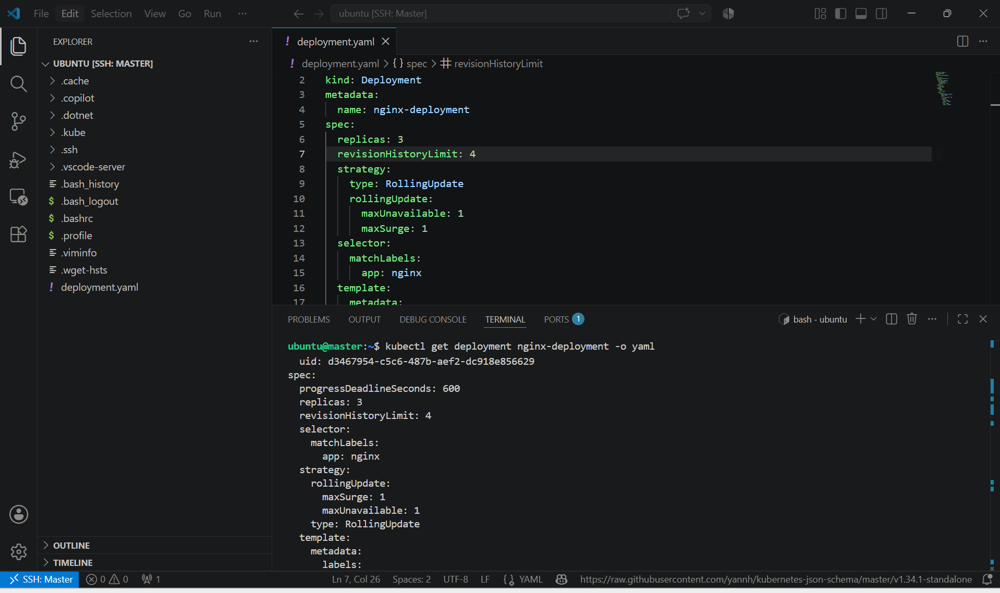 File Edit Selection View Go Run ...
ubuntu [SSH: Master]
EXPLORER
UBUNTU [SSH: MASTER]
.cache
.copilot
.dotnet
.kube
.ssh
.vscode-server
.bash_history
$ .bash_logout
$ .bashrc
$ .profile
.viminfo
.wget-hsts
! deployment.yaml
OUTLINE
TIMELINE
! deployment.yaml
! deployment.yaml > {} spec > # revisionHistoryLimit
2 kind: Deployment
3 metadata:
4   name: nginx-deployment
5 spec:
6   replicas: 3
7   revisionHistoryLimit: 4
8   strategy:
9     type: RollingUpdate
10     rollingUpdate:
11       maxUnavailable: 1
12       maxSurge: 1
13   selector:
14     matchLabels:
15       app: nginx
16   template:
17     metadata:
PROBLEMS OUTPUT DEBUG CONSOLE TERMINAL PORTS 1
bash - ubuntu
ubuntu@master:~$ kubectl get deployment nginx-deployment -o yaml
  uid: d3467954-c5c6-487b-aef2-dc918e856629
spec:
  progressDeadlineSeconds: 600
  replicas: 3
  revisionHistoryLimit: 4
  selector:
    matchLabels:
      app: nginx
  strategy:
    rollingUpdate:
      maxSurge: 1
      maxUnavailable: 1
    type: RollingUpdate
  template:
    metadata:
      labels:
SSH: Master 0 0 1 Ln 7, Col 26 Spaces: 2 UTF-8 LF {} YAML https://raw.githubusercontent.com/yannh/kubernetes-json-schema/master/v1.34.1-standalone